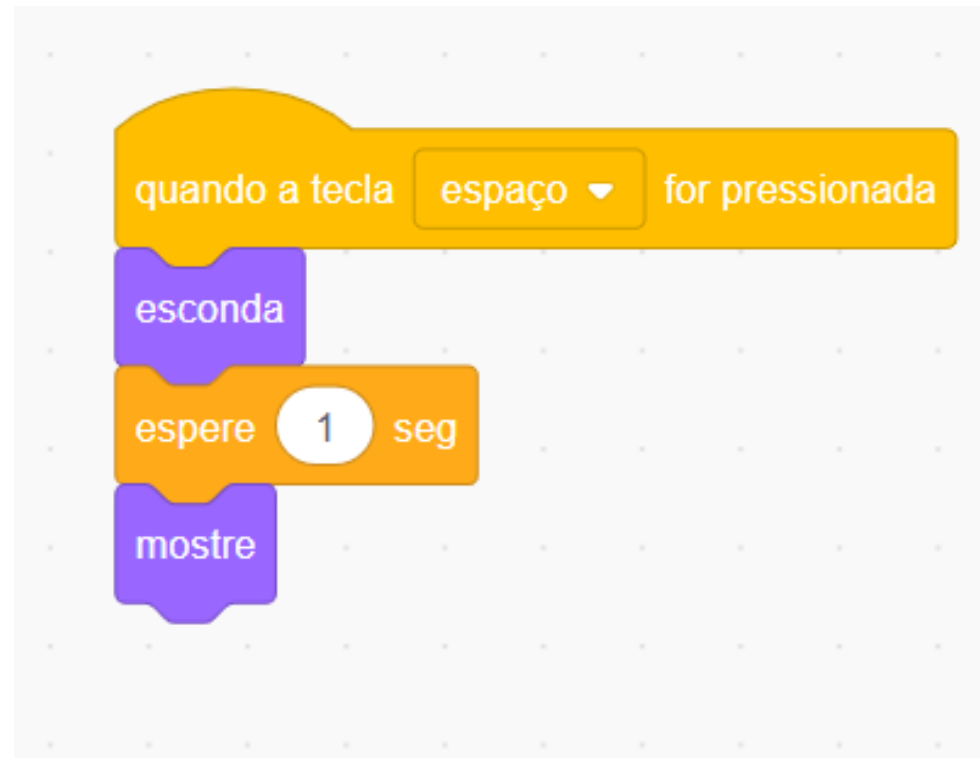 quando a tecla espaço for pressionada
esconda
espere 1 seg
mostre